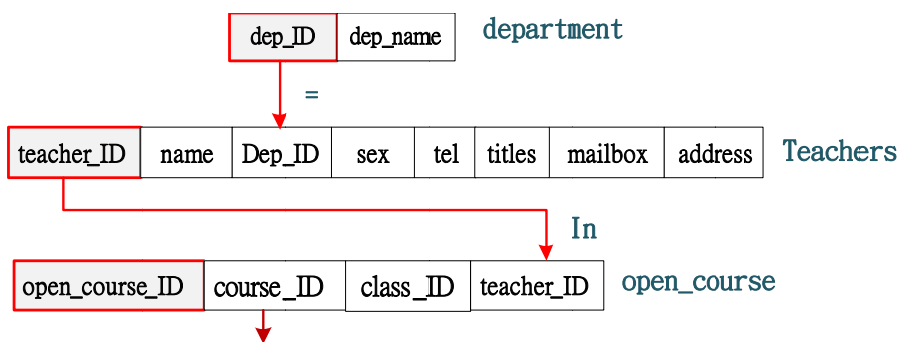 dep_ID dep_name department
=
teacher_ID name Dep_ID sex tel titles mailbox address Teachers
In
open_course_ID course_ID class_ID teacher_ID open_course